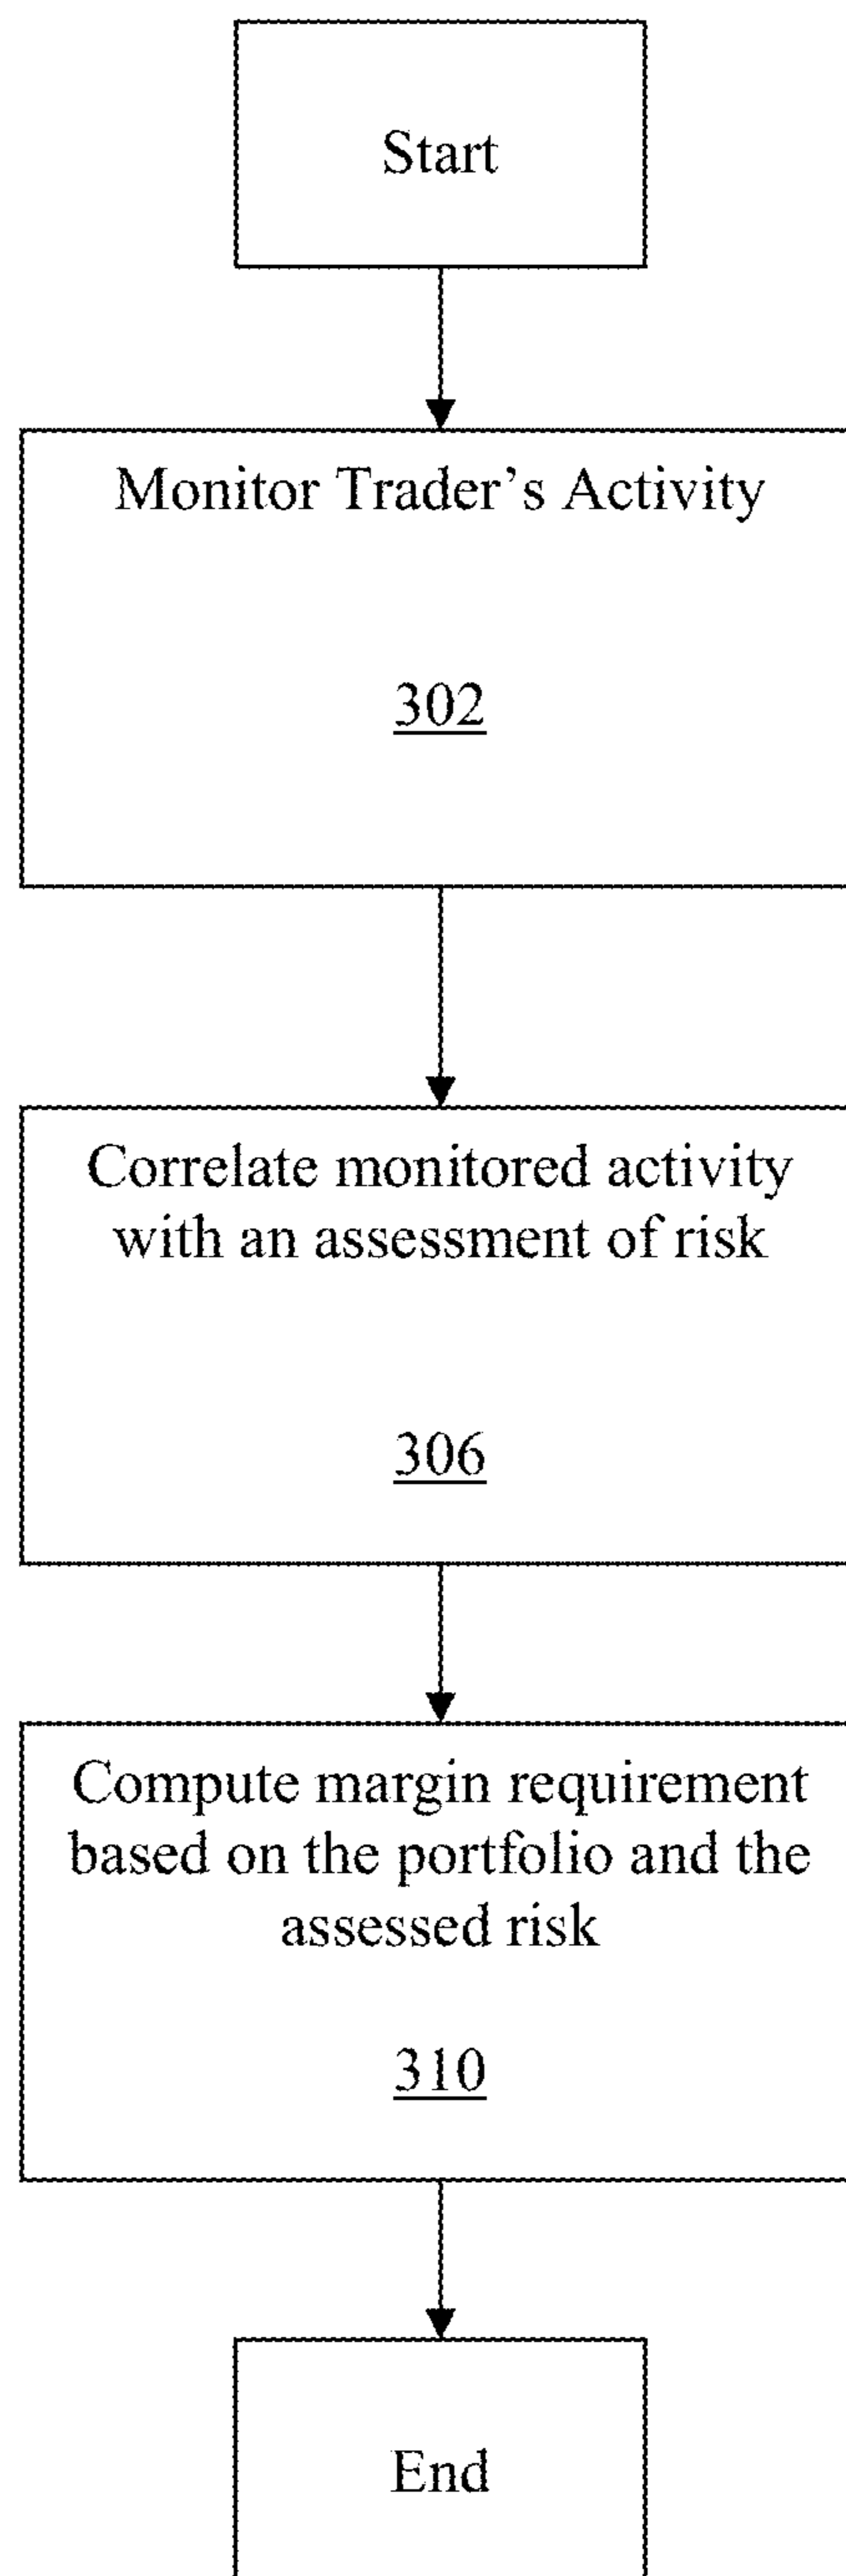 Start
Monitor Trader’s Activity
302
Correlate monitored activity
with an assessment of risk
306
Compute margin requirement
based on the portfolio and the
assessed risk
310
End